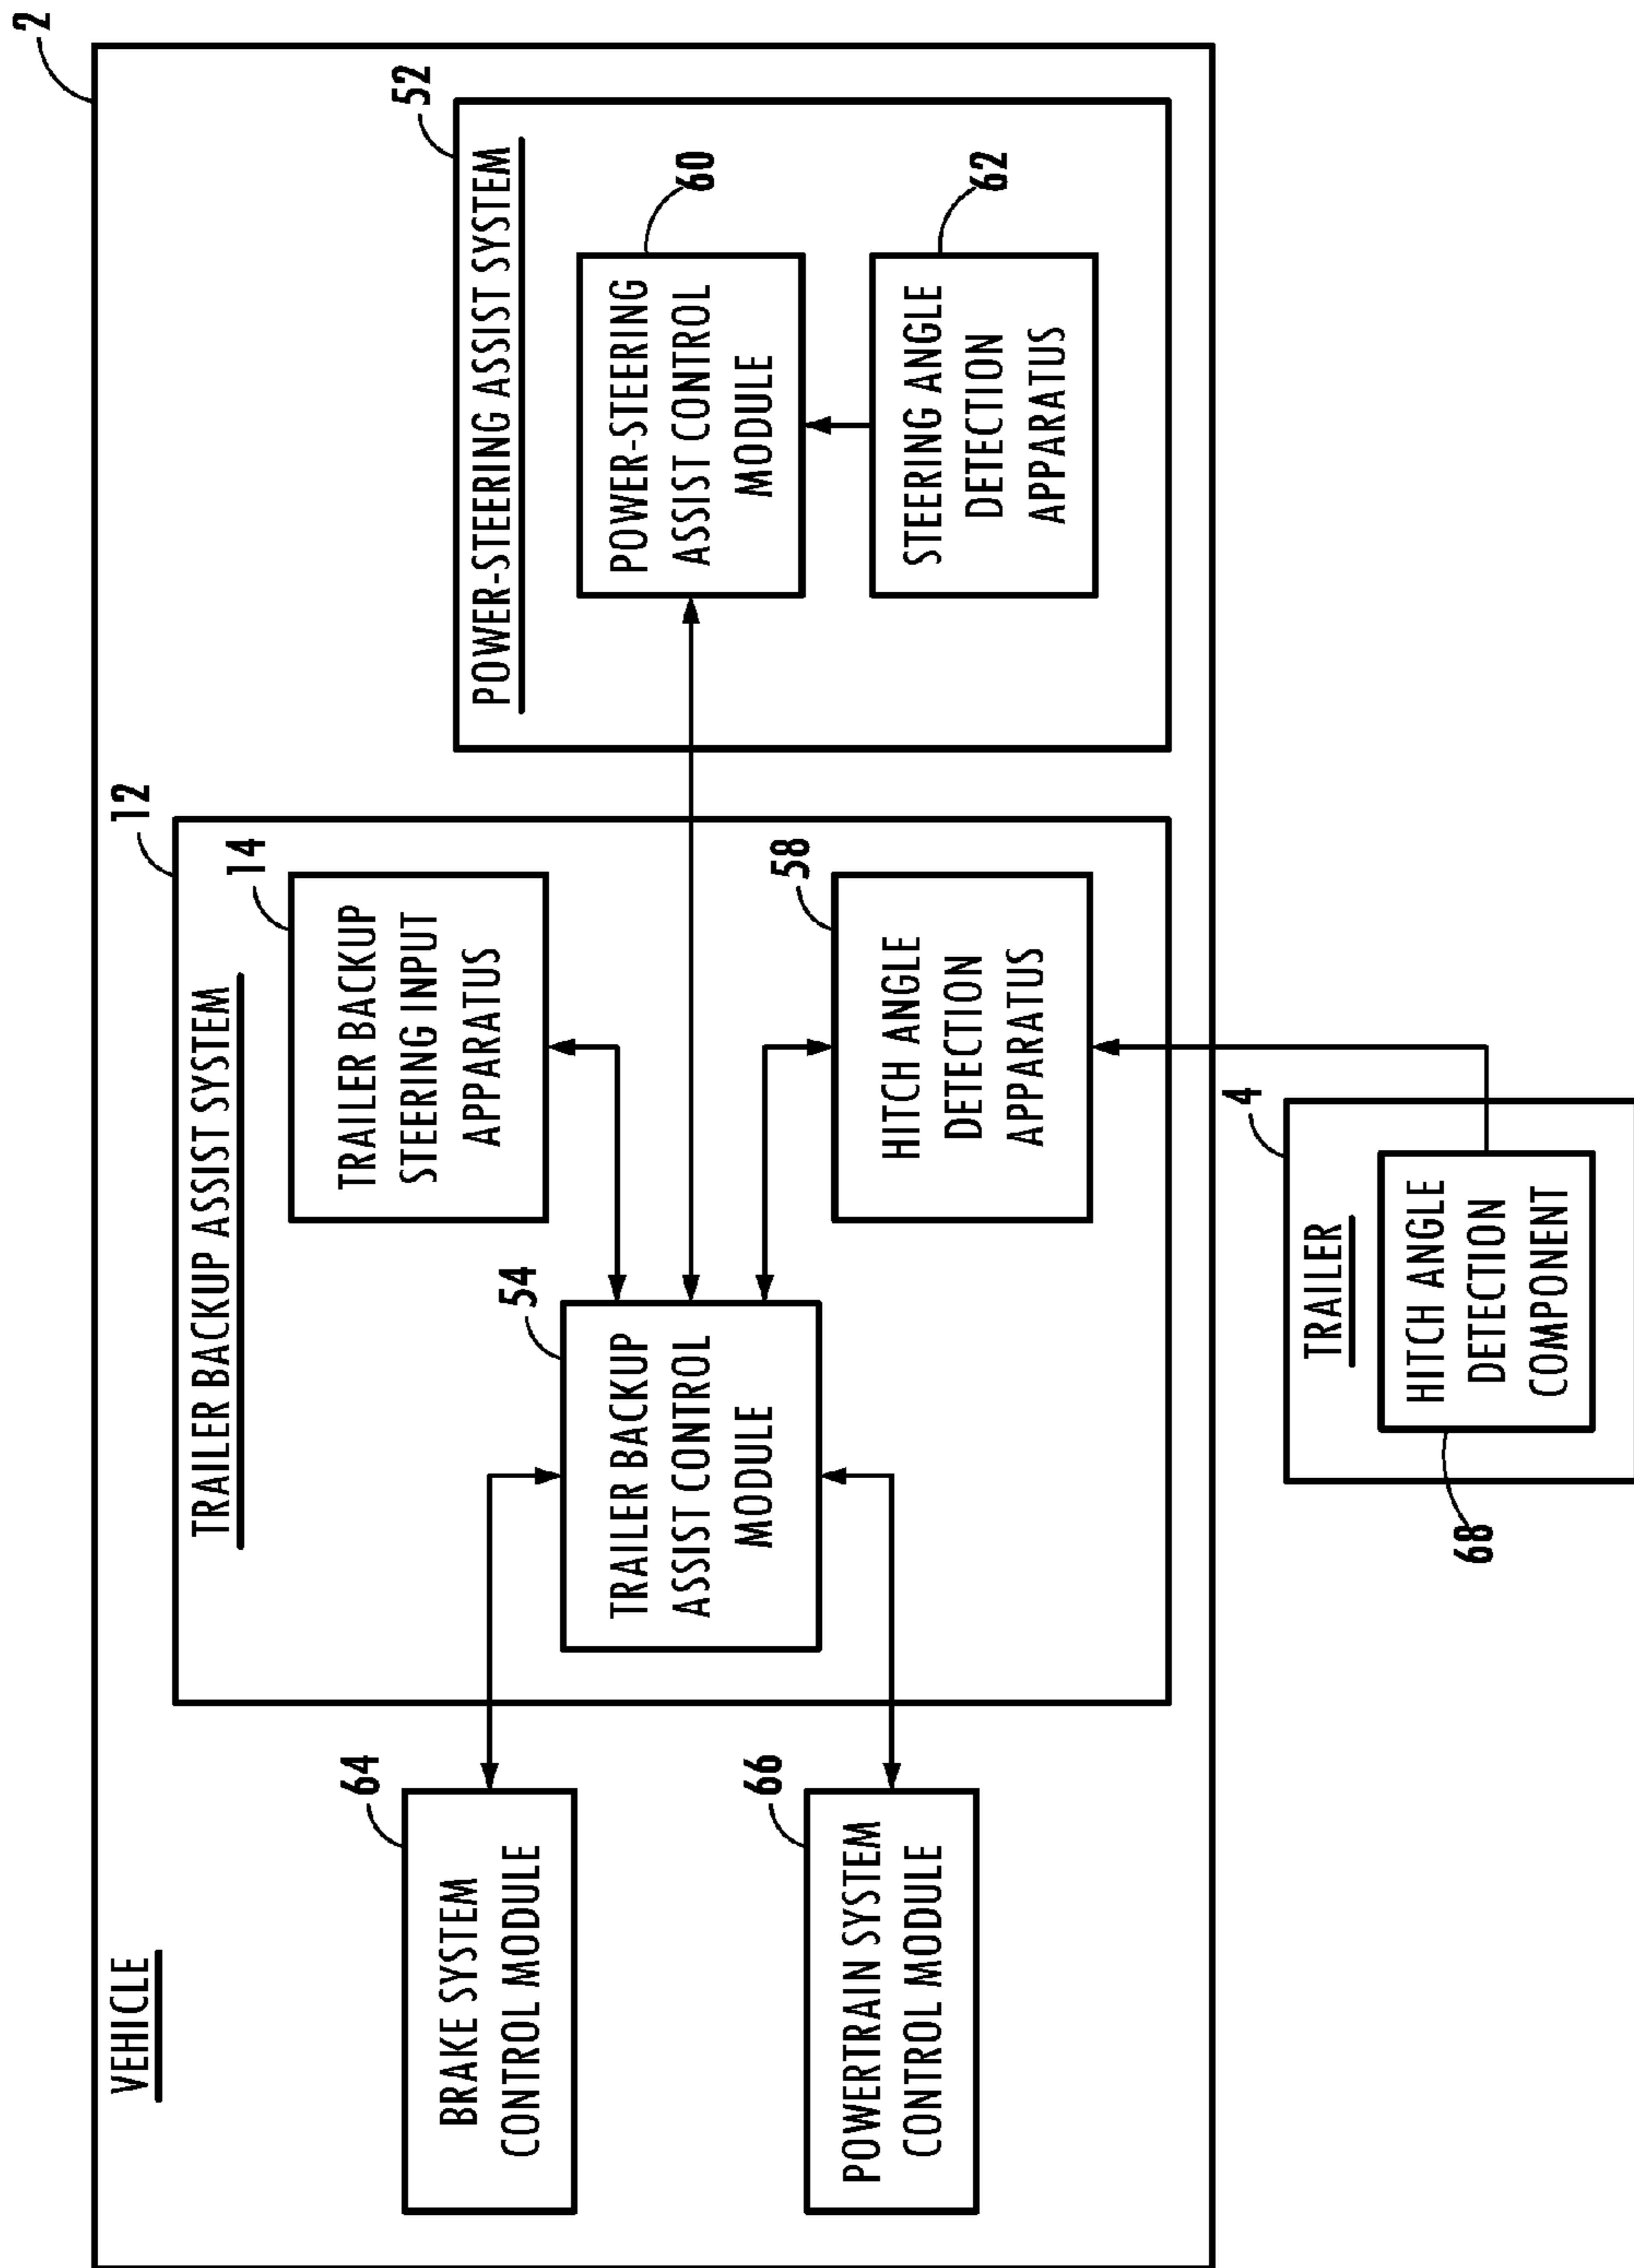 2
VEHICLE
12
TRAILER BACKUP ASSIST SYSTEM
52
POWER-STEERING ASSIST SYSTEM
64
BRAKE SYSTEM
CONTROL MODULE
66
POWERTRAIN SYSTEM
CONTROL MODULE
54
TRAILER BACKUP
ASSIST CONTROL
MODULE
14
TRAILER BACKUP
STEERING INPUT
APPARATUS
58
HITCH ANGLE
DETECTION
APPARATUS
60
POWER-STEERING
ASSIST CONTROL
MODULE
62
STEERING ANGLE
DETECTION
APPARATUS
4
TRAILER
68
HITCH ANGLE
DETECTION
COMPONENT